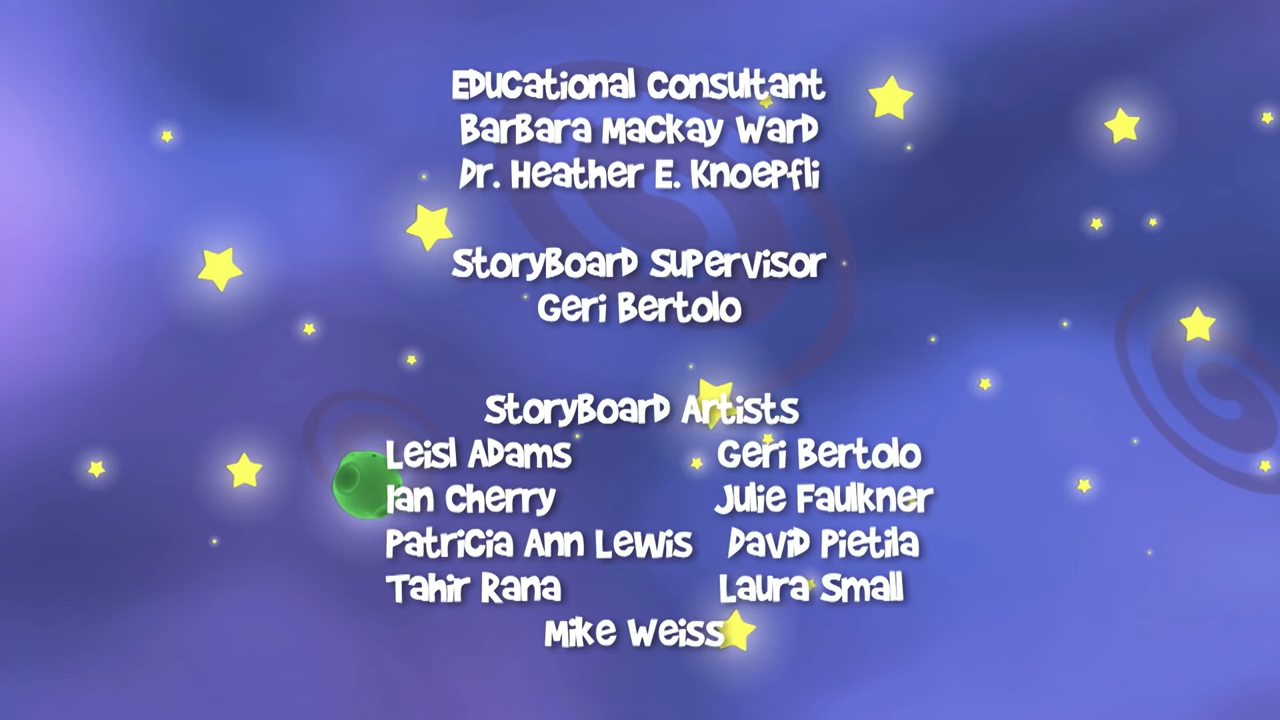 Educational Consultant
Barbara Mackay Ward
Dr. Heather E. Knoepfli
Storyboard Supervisor
Geri Bertolo
Storyboard Artists
Leisl Adams Geri Bertolo
Ian Cherry Julie Faulkner
Patricia Ann Lewis David Pietila
Tahir Rana Laura Small
Mike Weiss